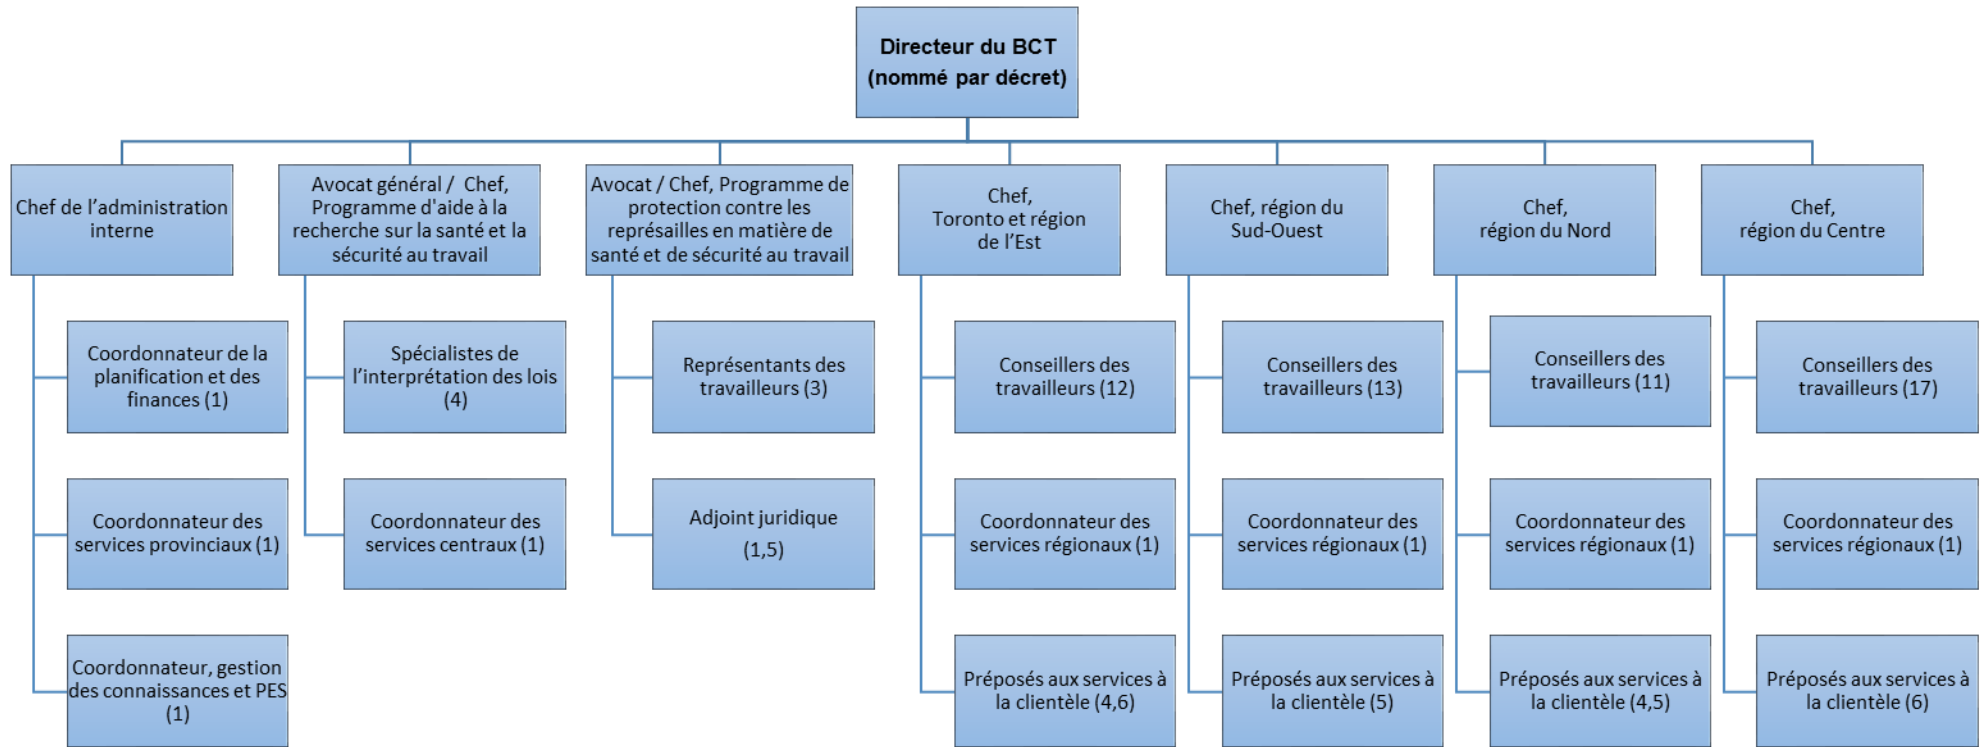 Directeur du BCT
(nommé par décret)
Chef de l’administration
interne
Avocat général / Chef,
Programme d'aide à la
recherche sur la santé et la
sécurité au travail
Avocat / Chef, Programme de
protection contre les
représailles en matière de
santé et de sécurité au travail
Chef,
Toronto et région
de l’Est
Chef, région du
Sud-Ouest
Chef,
région du Nord
Chef,
région du Centre
Coordonnateur de la
planification et des
finances (1)
Spécialistes de
l’interprétation des lois
(4)
Représentants des
travailleurs (3)
Conseillers des
travailleurs (12)
Conseillers des
travailleurs (13)
Conseillers des
travailleurs (11)
Conseillers des
travailleurs (17)
Coordonnateur des
services provinciaux (1)
Coordonnateur des
services centraux (1)
Adjoint juridique
(1,5)
Coordonnateur des
services régionaux (1)
Coordonnateur des
services régionaux (1)
Coordonnateur des
services régionaux (1)
Coordonnateur des
services régionaux (1)
Coordonnateur, gestion
des connaissances et PES
(1)
Préposés aux services à
la clientèle (4,6)
Préposés aux services à
la clientèle (5)
Préposés aux services à
la clientèle (4,5)
Préposés aux services à
la clientèle (6)